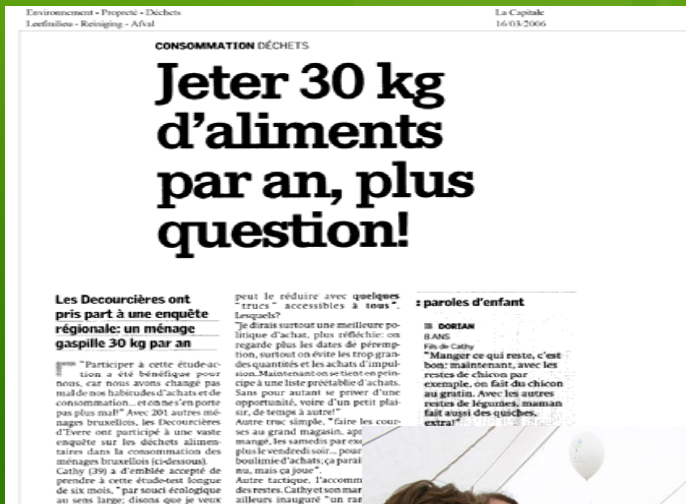 Environnement - Propreté - Déchets
Leefmilieu - Reiniging - Afval
La Capitale
16/03/2006
CONSOMMATION DÉCHETS
Jeter 30 kg
d'aliments
par an, plus
question!
Les Decourcières ont
pris part à une enquête
régionale: un ménage
gaspille 30 kg par an
"Participer à cette étude-ac-
tion a été bénéfique pour
nous, car nous avons changé pas
mal de nos habitudes d'achats et de
consommation... et on ne s'en porte
pas plus mal!" Avec 201 autres mé-
nages bruxellois, les Decourcières
d'Evere ont participé à une vaste
enquête sur les déchets alimen-
taires dans la consommation des
ménages bruxellois (ci-dessous).
Cathy (39) a d'emblée accepté de
prendre à cette étude-test longue
de six mois, "par souci écologique
au sens large; disons que je veux
peut le réduire avec quelques
"trucs" accessibles à tous".
Lesquels?
"Je dirais surtout une meilleure po-
litique d'achat, plus réfléchie: on
regarde plus les dates de péremp-
tion, surtout on évite les trop gran-
des quantités et les achats d'impul-
sion. Maintenant on se tient en prin-
cipe à une liste préétablie d'achats.
Sans pour autant se priver d'une
opportunité, voire d'un petit plai-
sir, de temps à autre!"
Autre truc simple, "faire les cour-
ses au grand magasin, apr
mangé, les samedis par exe
plus le vendredi soir... pour
boulimie d'achats; ça paraî
nu, mais ça joue".
Autre tactique, l'accomm
des restes. Cathy et son mar
ailleurs inauguré "un ran
: paroles d'enfant
DORIAN
8 ANS
Fils de Cathy
"Manger ce qui reste, c'est
bon: maintenant, avec les
restes de chicon par
exemple, on fait du chicon
au gratin. Avec les autres
restes de légumes, maman
fait aussi des quiches,
extra!"